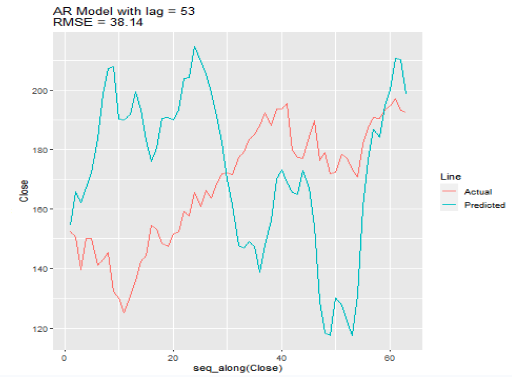 AR Model with lag = 53
RMSE = 38.14
Close
200
180
160
140
120
0
20
40
60
seq_along(Close)
Line
Actual
Predicted